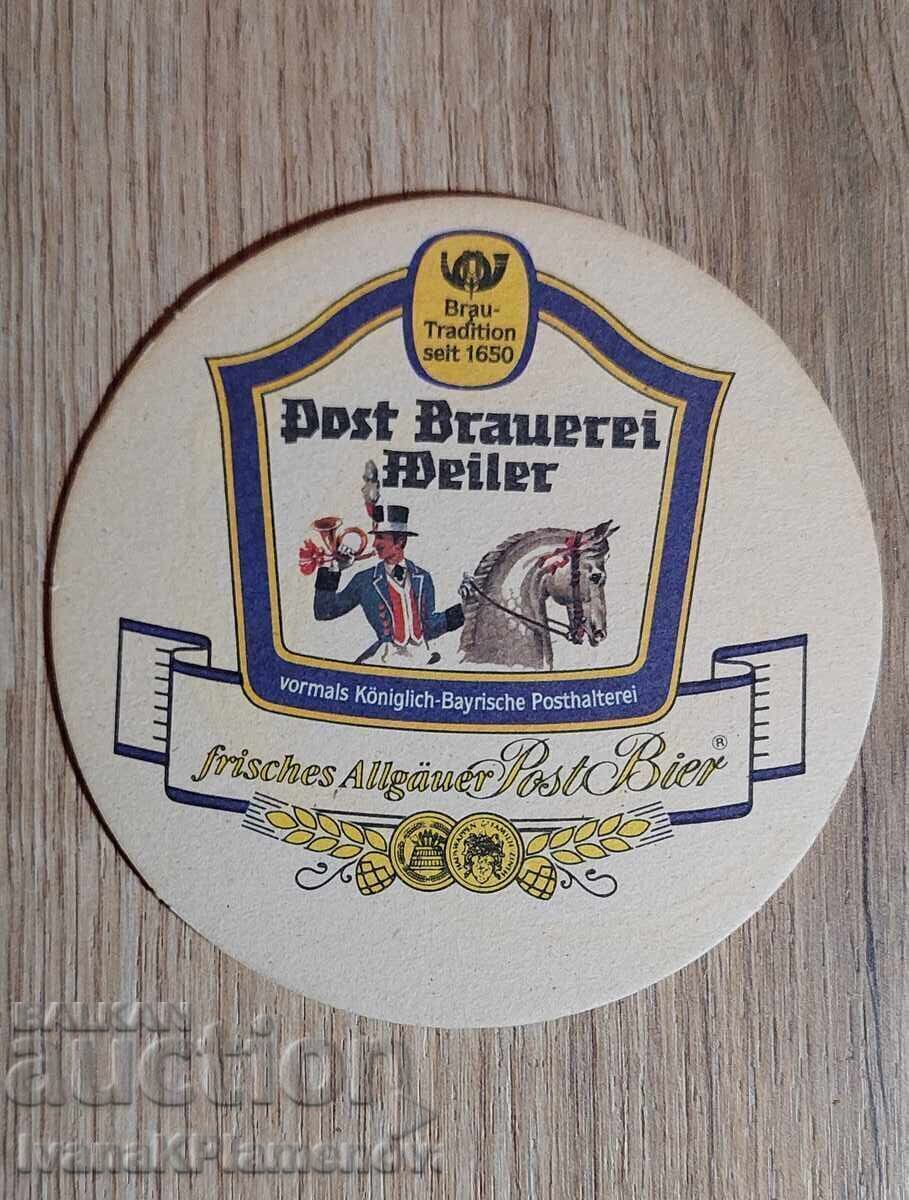 Brau-
Tradition
seit 1650
Post Brauerei
Weiler
vormals Königlich-Bayrische Posthalterei
frisches Allgäuer Post Bier ®
BALKAN
auction
IvanaKPlamenov